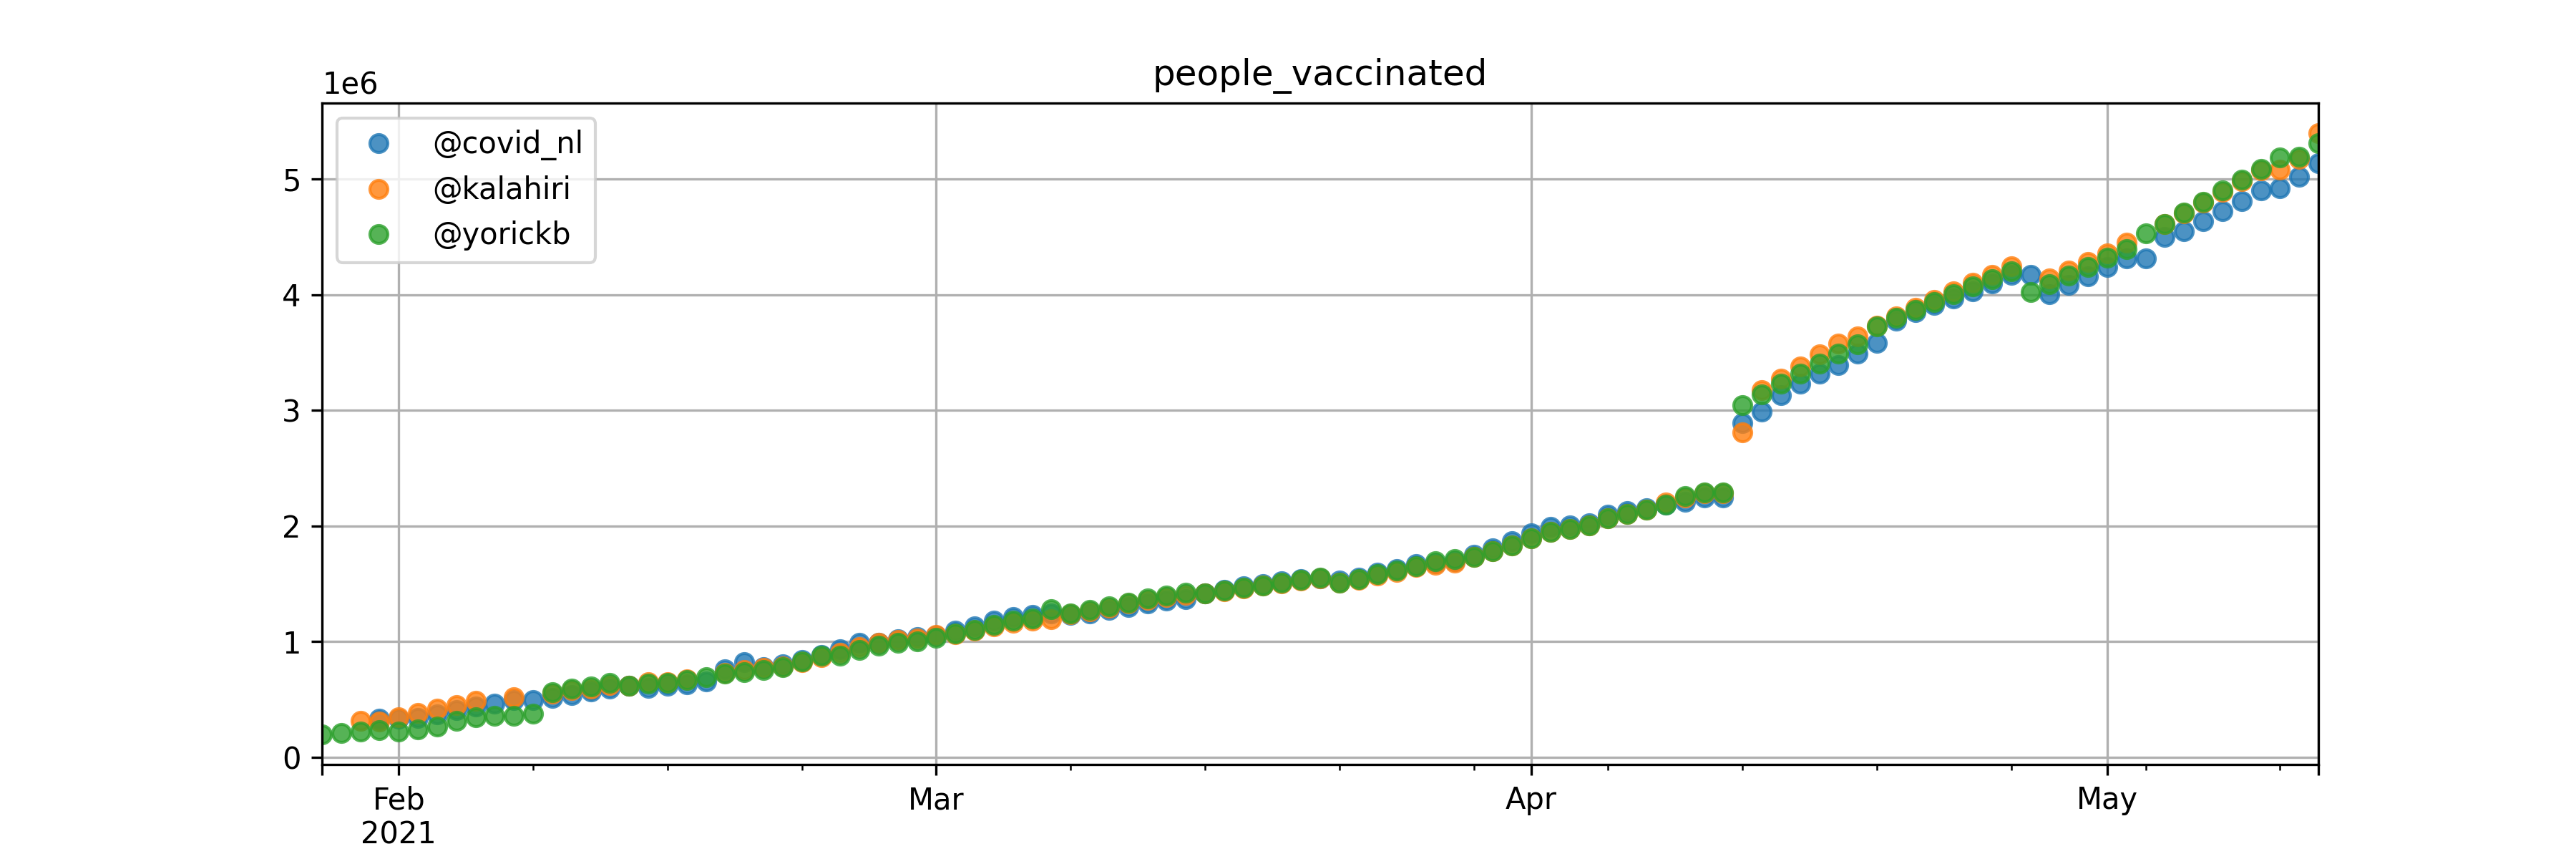 people_vaccinated
1e6
@covid_nl
@kalahiri
@yorickb
5
4
3
2
1
0
Feb
2021
Mar
Apr
May